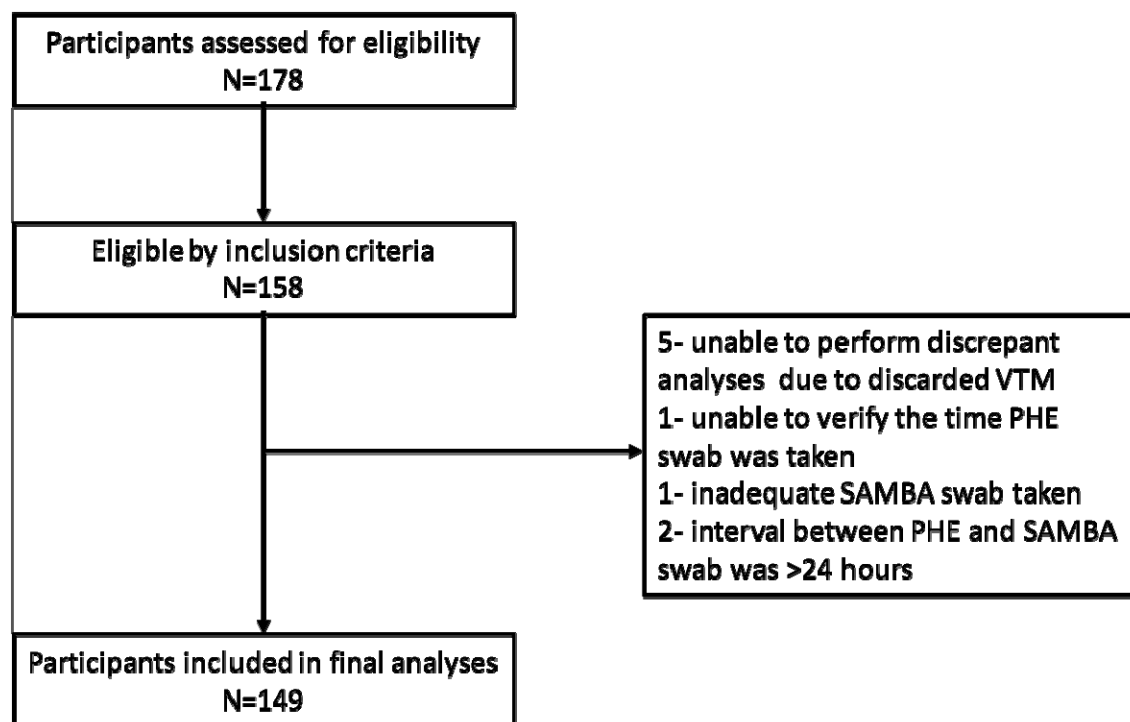 Participants assessed for eligibility
N=178
Eligible by inclusion criteria
N=158
5- unable to perform discrepant
analyses due to discarded VTM
1- unable to verify the time PHE
swab was taken
1- inadequate SAMBA swab taken
2- interval between PHE and SAMBA
swab was >24 hours
Participants included in final analyses
N=149